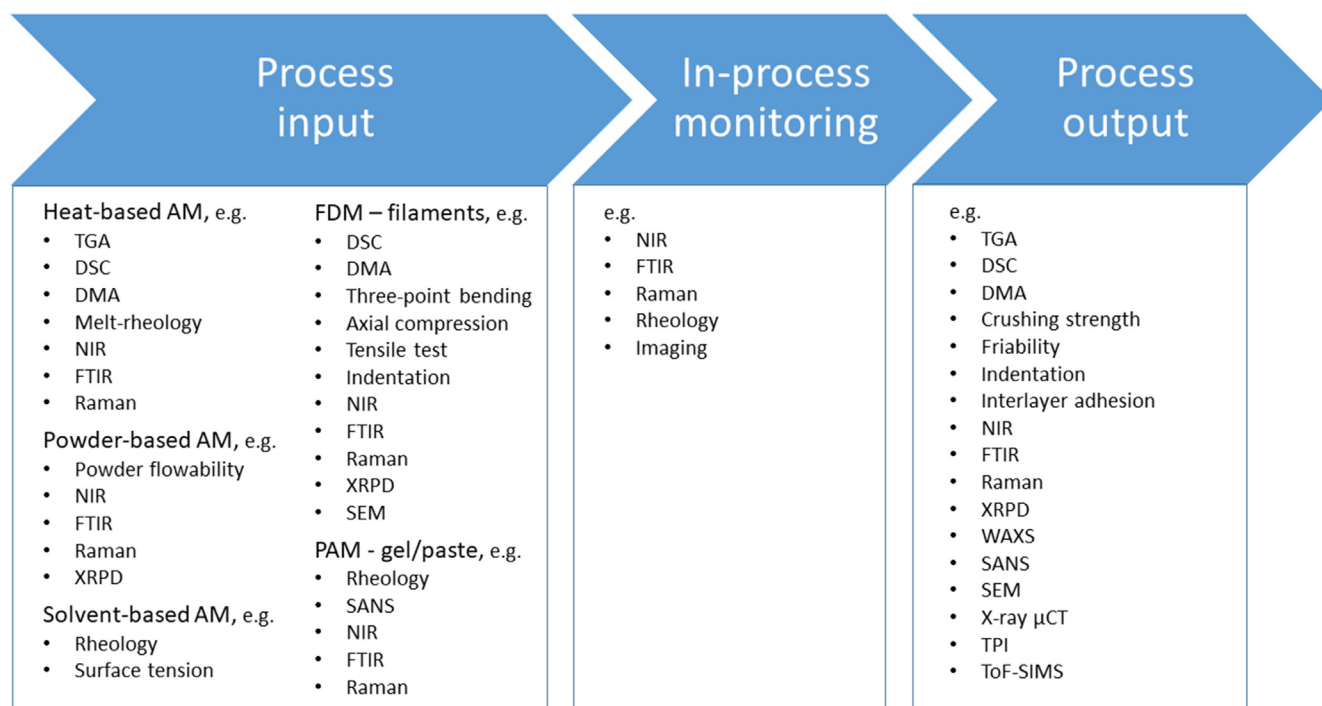 Process
input
In-process
monitoring
Process
output
Heat-based AM, e.g.
• TGA
• DSC
• DMA
• Melt-rheology
• NIR
• FTIR
• Raman
Powder-based AM, e.g.
• Powder flowability
• NIR
• FTIR
• Raman
• XRPD
Solvent-based AM, e.g.
• Rheology
• Surface tension
FDM – filaments, e.g.
• DSC
• DMA
• Three-point bending
• Axial compression
• Tensile test
• Indentation
• NIR
• FTIR
• Raman
• XRPD
• SEM
PAM - gel/paste, e.g.
• Rheology
• SANS
• NIR
• FTIR
• Raman
e.g.
• NIR
• FTIR
• Raman
• Rheology
• Imaging
e.g.
• TGA
• DSC
• DMA
• Crushing strength
• Friability
• Indentation
• Interlayer adhesion
• NIR
• FTIR
• Raman
• XRPD
• WAXS
• SANS
• SEM
• X-ray μCT
• TPI
• ToF-SIMS